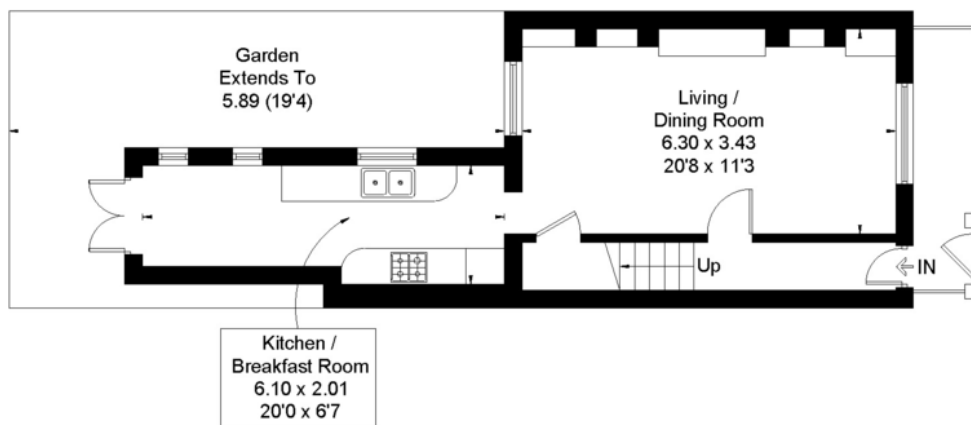 Garden
Extends To
5.89 (19'4)
Living /
Dining Room
6.30 x 3.43
20'8 x 11'3
Up
IN
Kitchen /
Breakfast Room
6.10 x 2.01
20'0 x 6'7